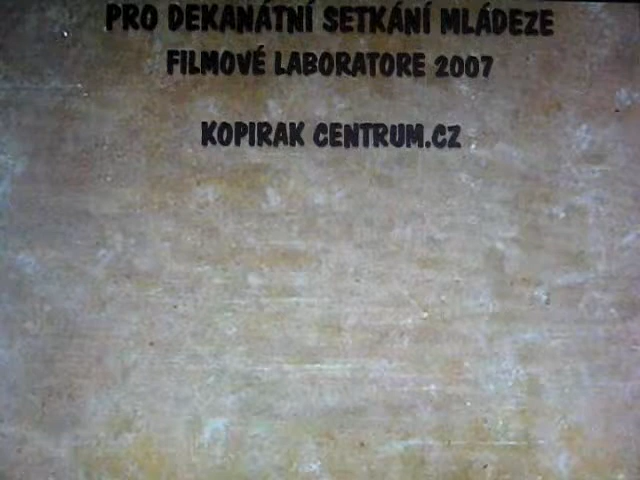 PRO DEKANÁTNÍ SETKÁNÍ MLÁDEZE
FILMOVÉ LABORATORE 2007
KOPIRAK CENTRUM.CZ